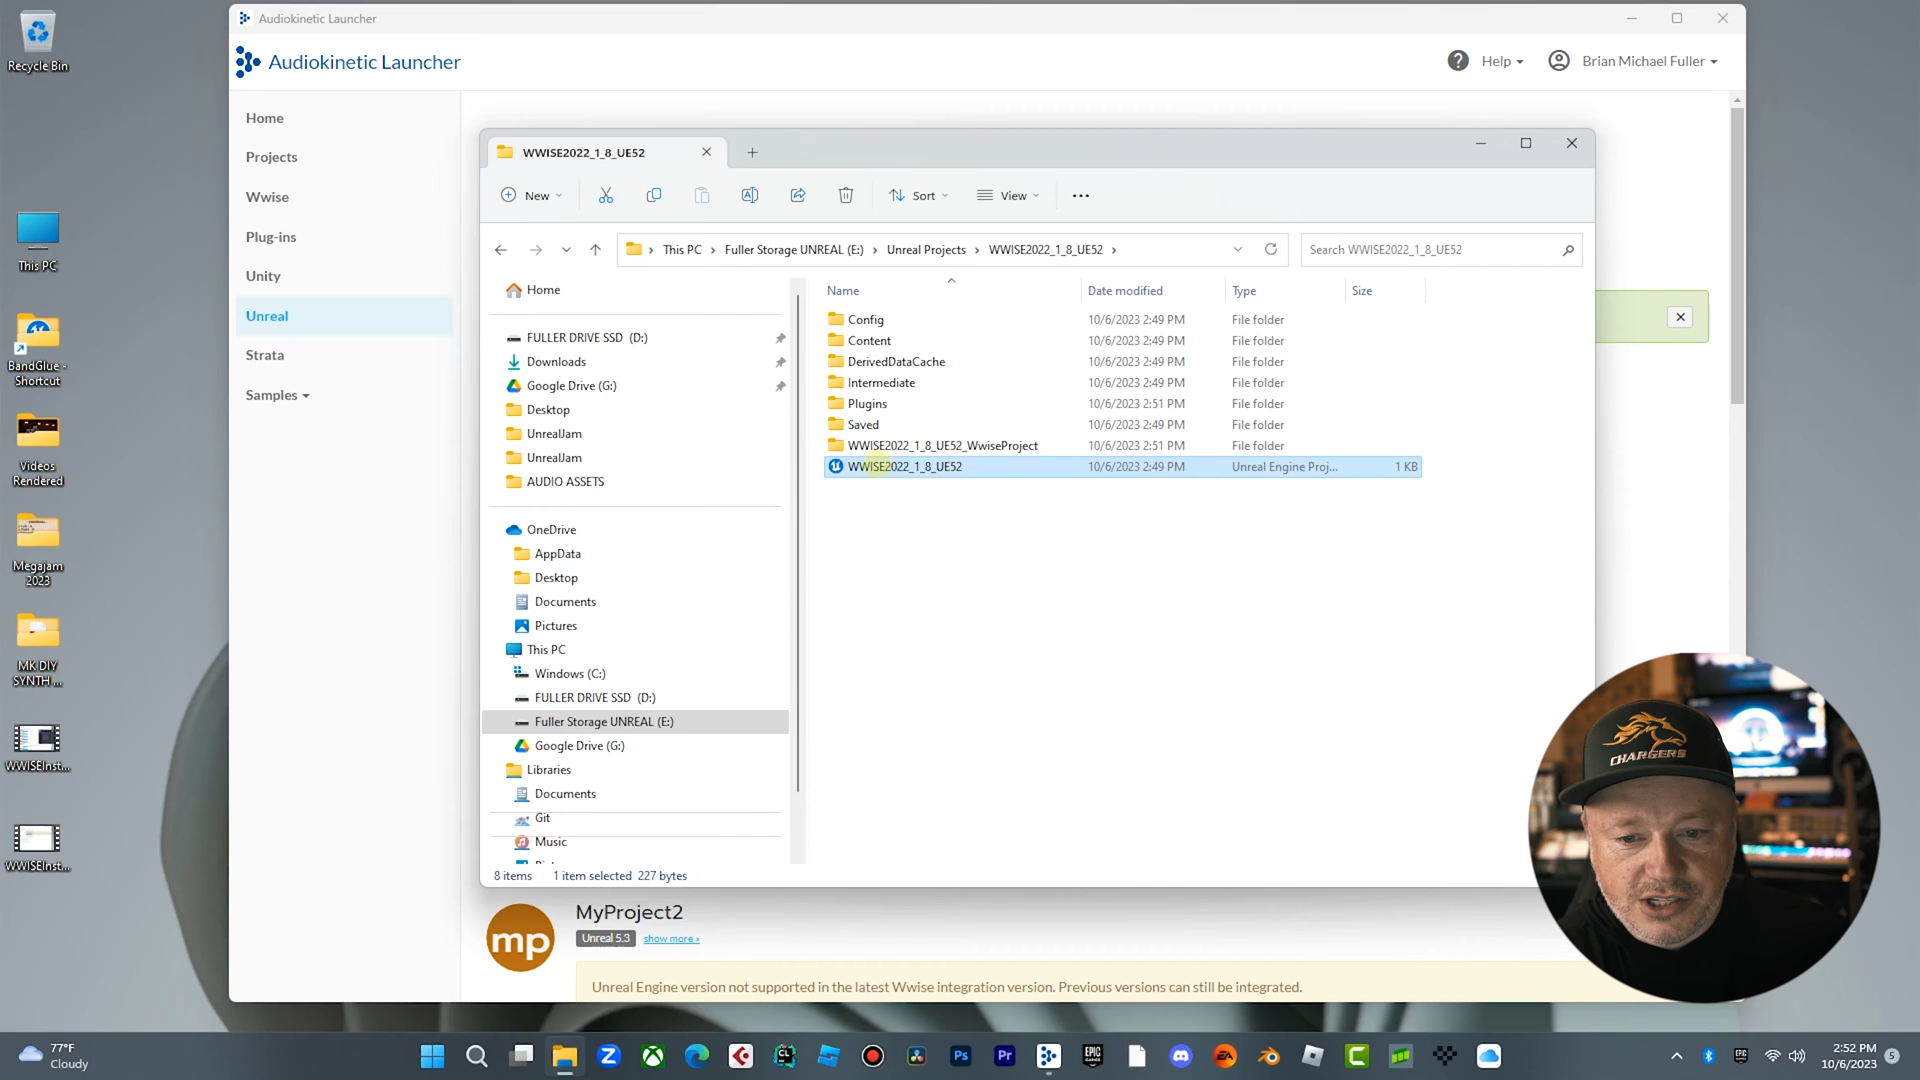 Recycle Bin
This PC
BandGlue -
Shortcut
Videos
Rendered
Megajam
2023
MK DIY
SYNTH ...
WWISEInst...
WWISEInst...
Audiokinetic Launcher
Audiokinetic Launcher
Help
Brian Michael Fuller
Home
Projects
Wwise
Plug-ins
Unity
Unreal
Strata
Samples
WWISE2022_1_8_UE52
New
Sort
View
This PC
Fuller Storage UNREAL (E:)
Unreal Projects
WWISE2022_1_8_UE52
Search WWISE2022_1_8_UE52
Home
FULLER DRIVE SSD (D:)
Downloads
Google Drive (G:)
Desktop
UnrealJam
UnrealJam
AUDIO ASSETS
OneDrive
AppData
Desktop
Documents
Pictures
This PC
Windows (C:)
FULLER DRIVE SSD (D:)
Fuller Storage UNREAL (E:)
Google Drive (G:)
Libraries
Documents
Git
Music
Name Date modified Type Size
Config 10/6/2023 2:49 PM File folder
Content 10/6/2023 2:49 PM File folder
DerivedDataCache 10/6/2023 2:49 PM File folder
Intermediate 10/6/2023 2:49 PM File folder
Plugins 10/6/2023 2:51 PM File folder
Saved 10/6/2023 2:49 PM File folder
WWISE2022_1_8_UE52_WwiseProject 10/6/2023 2:51 PM File folder
WWISE2022_1_8_UE52 10/6/2023 2:49 PM Unreal Engine Proj... 1 KB
8 items 1 item selected 227 bytes
mp
MyProject2
Unreal 5.3 show more »
Unreal Engine version not supported in the latest Wwise integration version. Previous versions can still be integrated.
CHARGERS
77°F
Cloudy
Z
CL
Ps
Pr
EPIC
GAMES
EA
C
EPIC
2:52 PM
10/6/2023
5